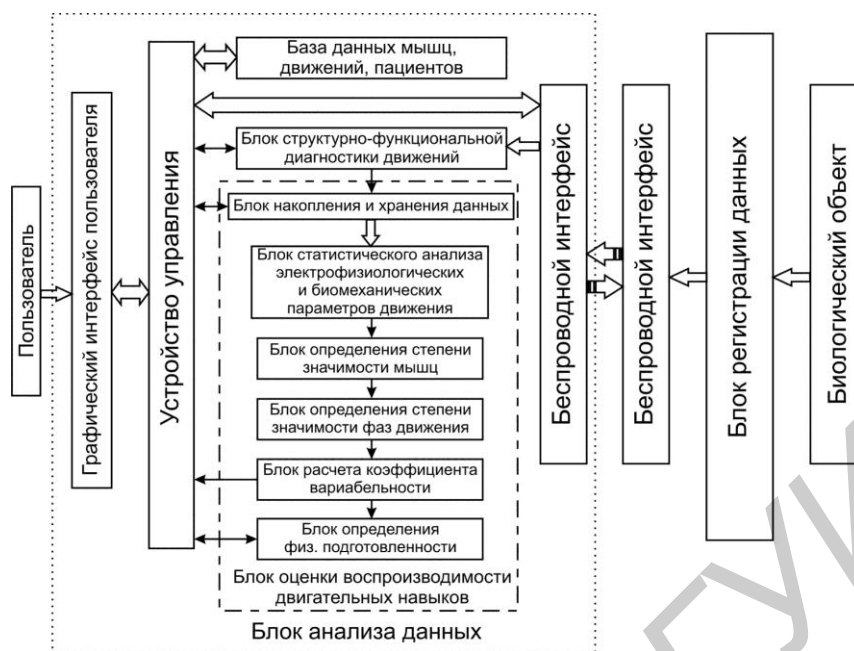 Пользователь
Графический интерфейс пользователя
Устройство управления
База данных мышц,
движений, пациентов
Блок структурно-функциональной
диагностики движений
Блок накопления и хранения данных
Блок статистического анализа
электрофизиологических
и биомеханических
параметров движения
Блок определения степени
значимости мышц
Блок определения степени
значимости фаз движения
Блок расчета коэффициента
вариабельности
Блок определения
физ. подготовленности
Блок оценки воспроизводимости
двигательных навыков
Блок анализа данных
Беспроводной интерфейс
Беспроводной интерфейс
Блок регистрации данных
Биологический объект